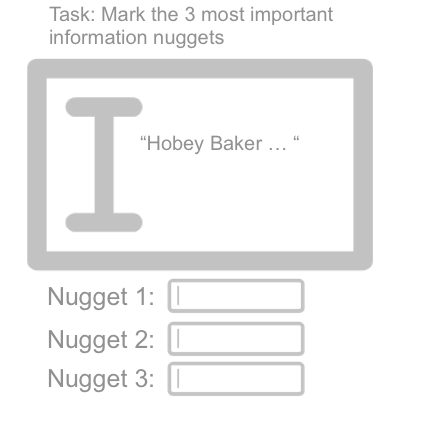 Task: Mark the 3 most important
information nuggets
“Hobey Baker ... “
Nugget 1:
Nugget 2:
Nugget 3: